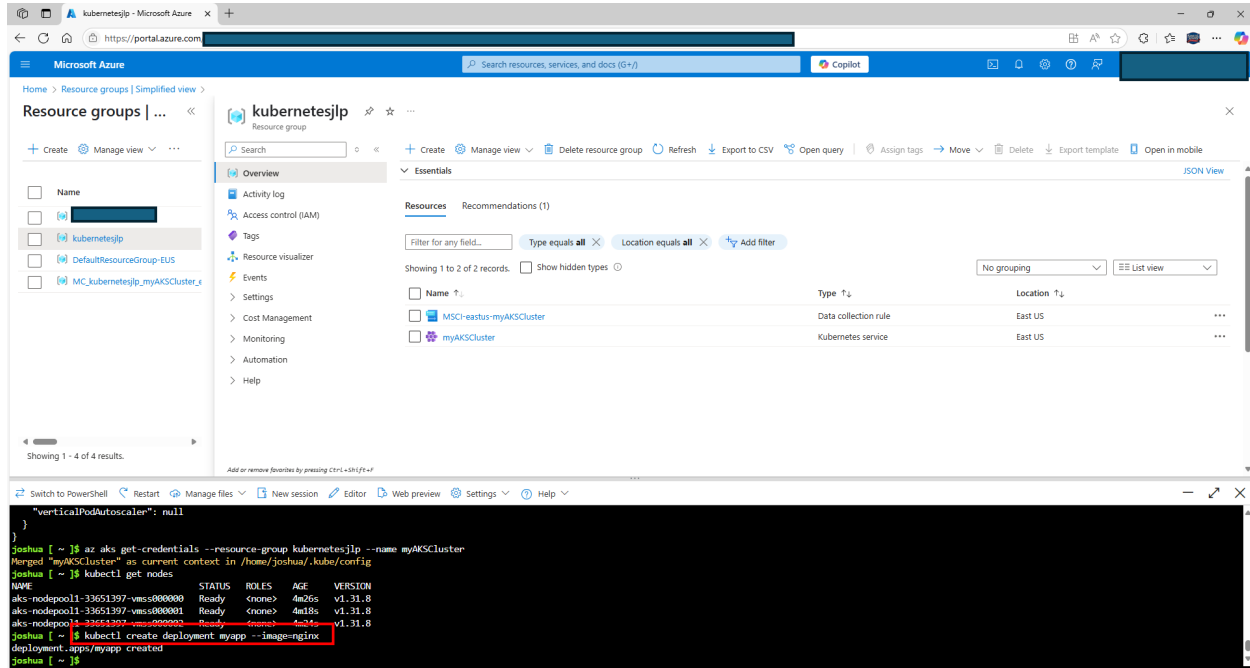 kubernetesjlp - Microsoft Azure
https://portal.azure.com
Microsoft Azure
Search resources, services, and docs (G+/)
Copilot
Home > Resource groups | Simplified view >
Resource groups | ...
Create Manage view
Name
kubernetesjlp
DefaultResourceGroup-EUS
MC_kubernetesjlp_myAKSCluster_e
Showing 1 - 4 of 4 results.
kubernetesjlp
Resource group
Search
Overview
Activity log
Access control (IAM)
Tags
Resource visualizer
Events
Settings
Cost Management
Monitoring
Automation
Help
Add or remove favorites by pressing Ctrl+Shift+F
Create Manage view Delete resource group Refresh Export to CSV Open query Assign tags Move Delete Export template Open in mobile
Essentials JSON View
Resources Recommendations (1)
Filter for any field... Type equals all Location equals all Add filter
Showing 1 to 2 of 2 records. Show hidden types No grouping List view
Name Type Location
MSCI-eastus-myAKSCluster Data collection rule East US
myAKSCluster Kubernetes service East US
Switch to PowerShell Restart Manage files New session Editor Web preview Settings Help
"verticalPodAutoscaler": null
}
}
joshua [ ~ ]$ az aks get-credentials --resource-group kubernetesjlp --name myAKSCluster
Merged "myAKSCluster" as current context in /home/joshua/.kube/config
joshua [ ~ ]$ kubectl get nodes
NAME STATUS ROLES AGE VERSION
aks-nodepool1-33651397-vmss000000 Ready <none> 4m26s v1.31.8
aks-nodepool1-33651397-vmss000001 Ready <none> 4m18s v1.31.8
aks-nodepool1-33651397-vmss000002 Ready <none> 4m24s v1.31.8
joshua [ ~ ]$ kubectl create deployment myapp --image=nginx
deployment.apps/myapp created
joshua [ ~ ]$